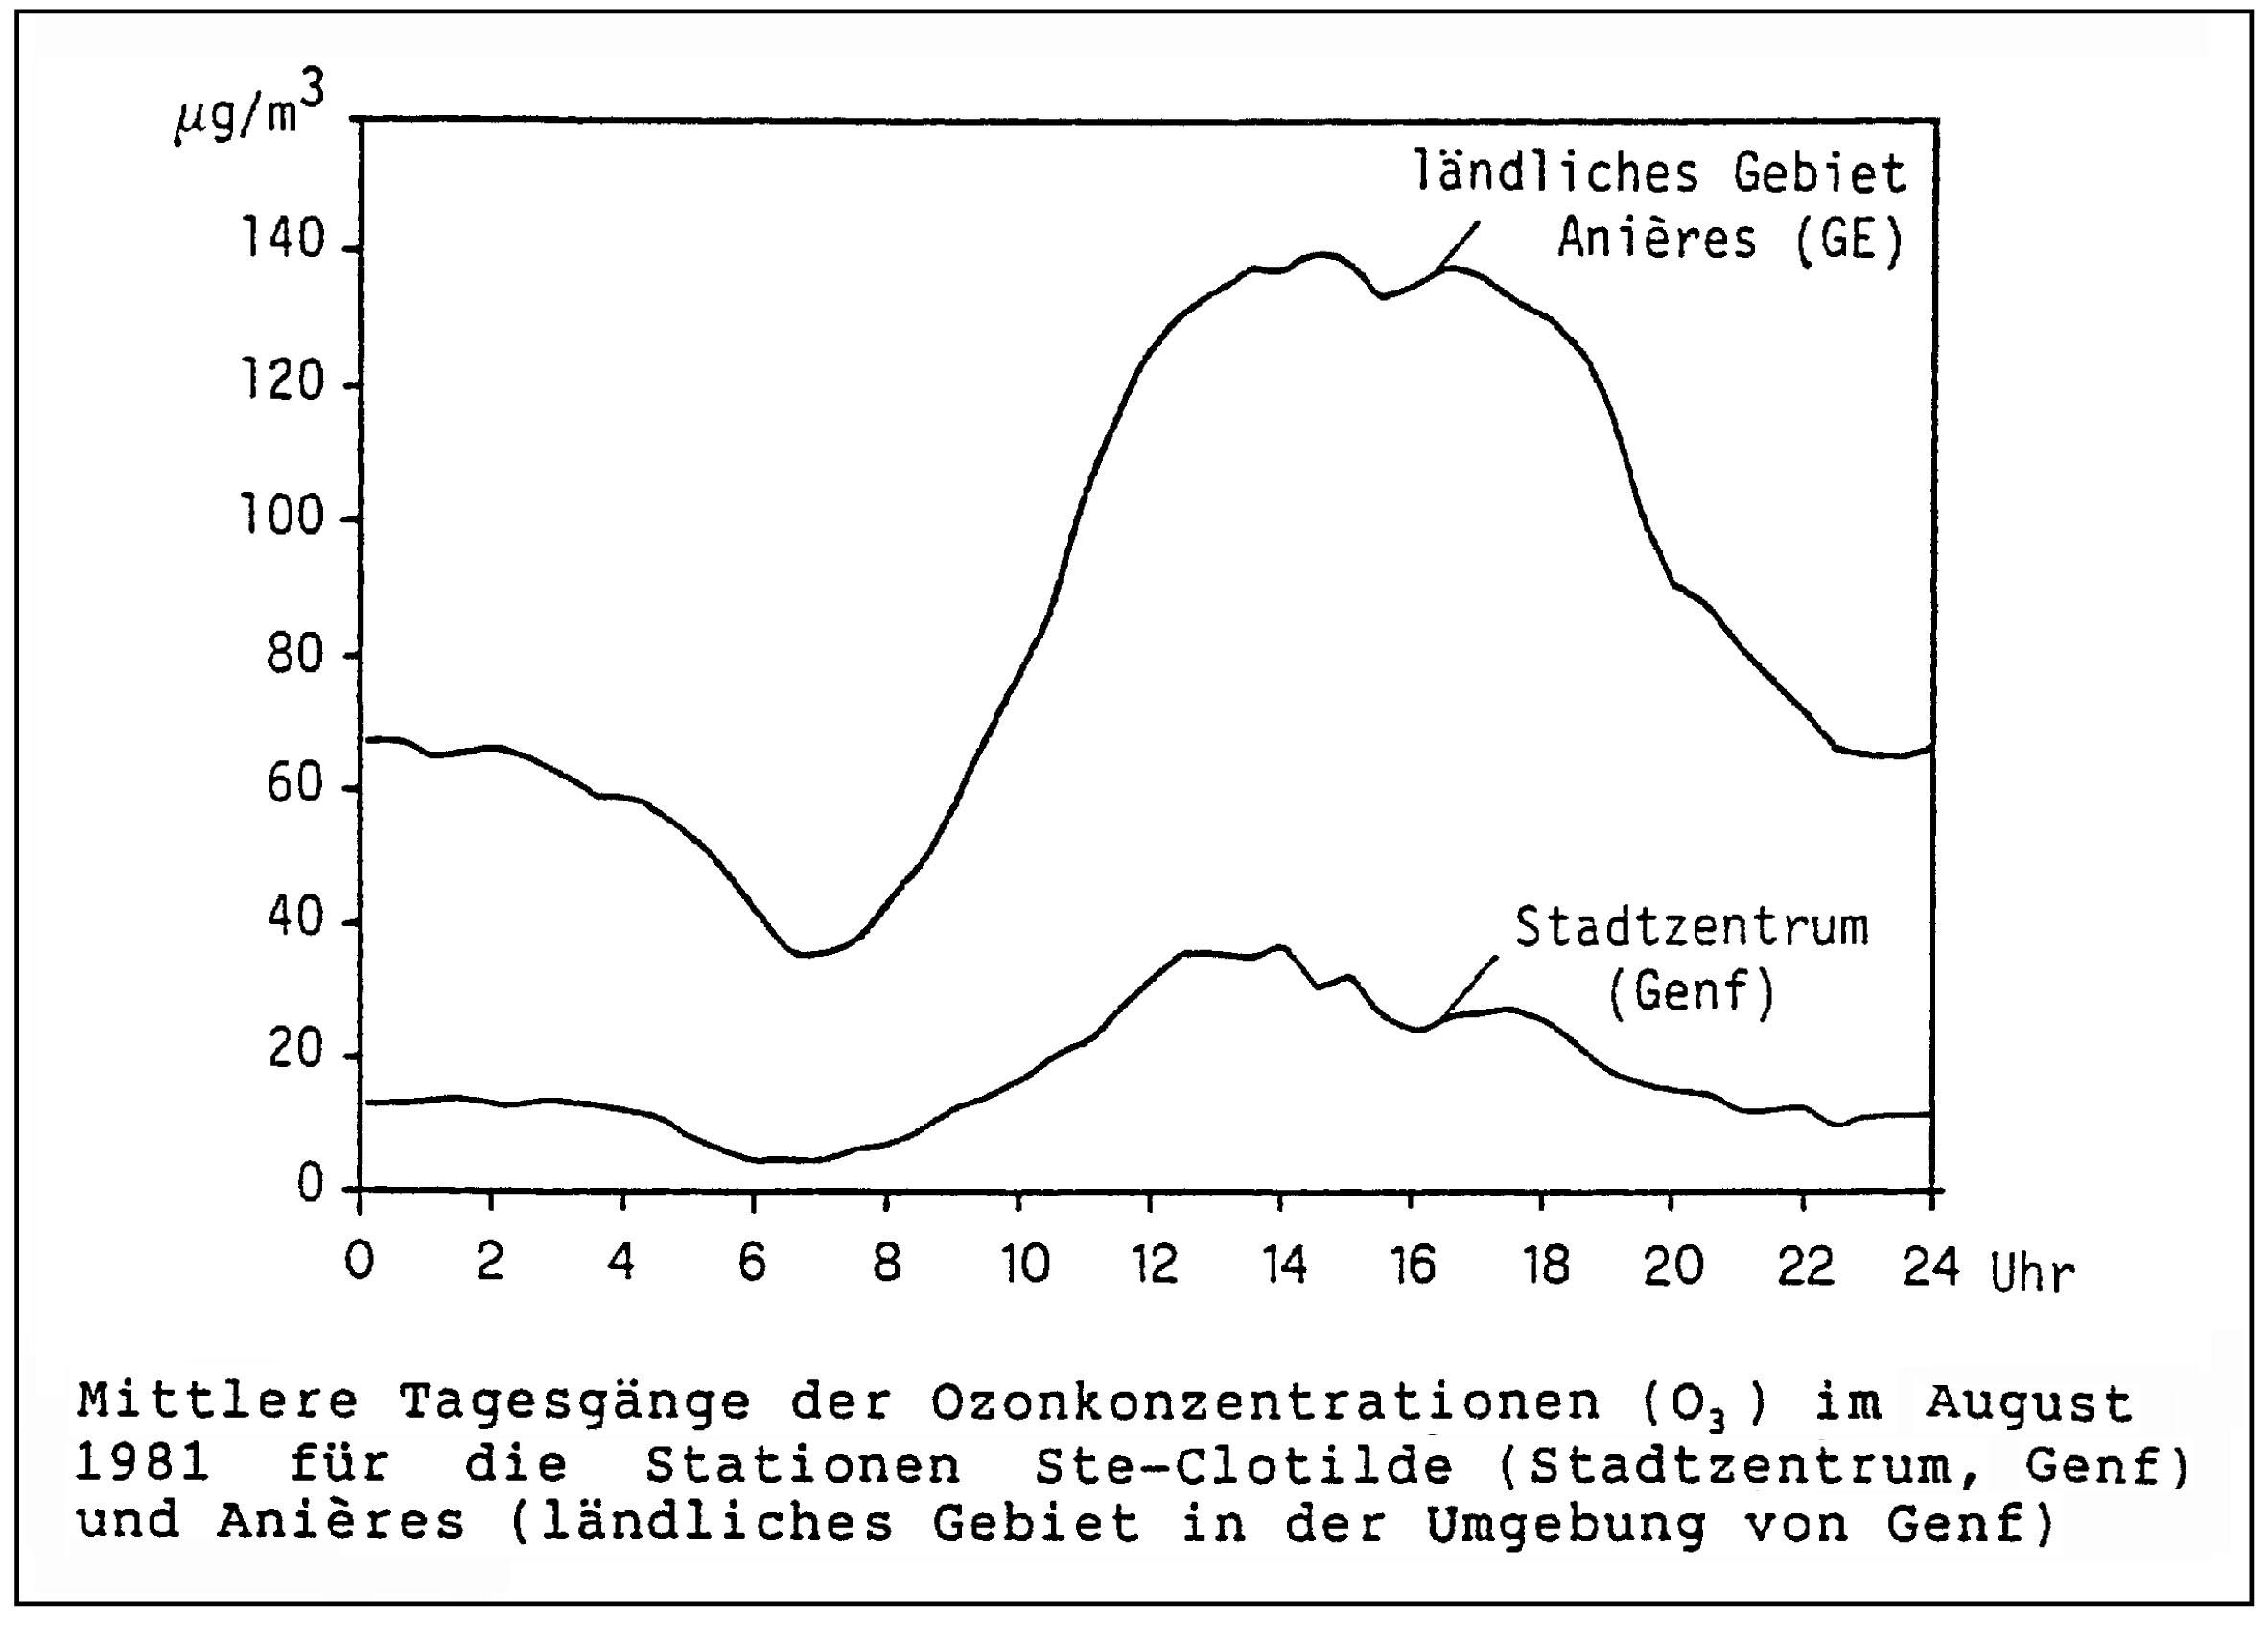 µg/m³
ländliches Gebiet
Anières (GE)
140
120
100
80
60
40
Stadtzentrum
(Genf)
20
0
0 2 4 6 8 10 12 14 16 18 20 22 24 Uhr
Mittlere Tagesgänge der Ozonkonzentrationen (O₃) im August
1981 für die Stationen Ste-Clotilde (Stadtzentrum, Genf)
und Anières (ländliches Gebiet in der Umgebung von Genf)